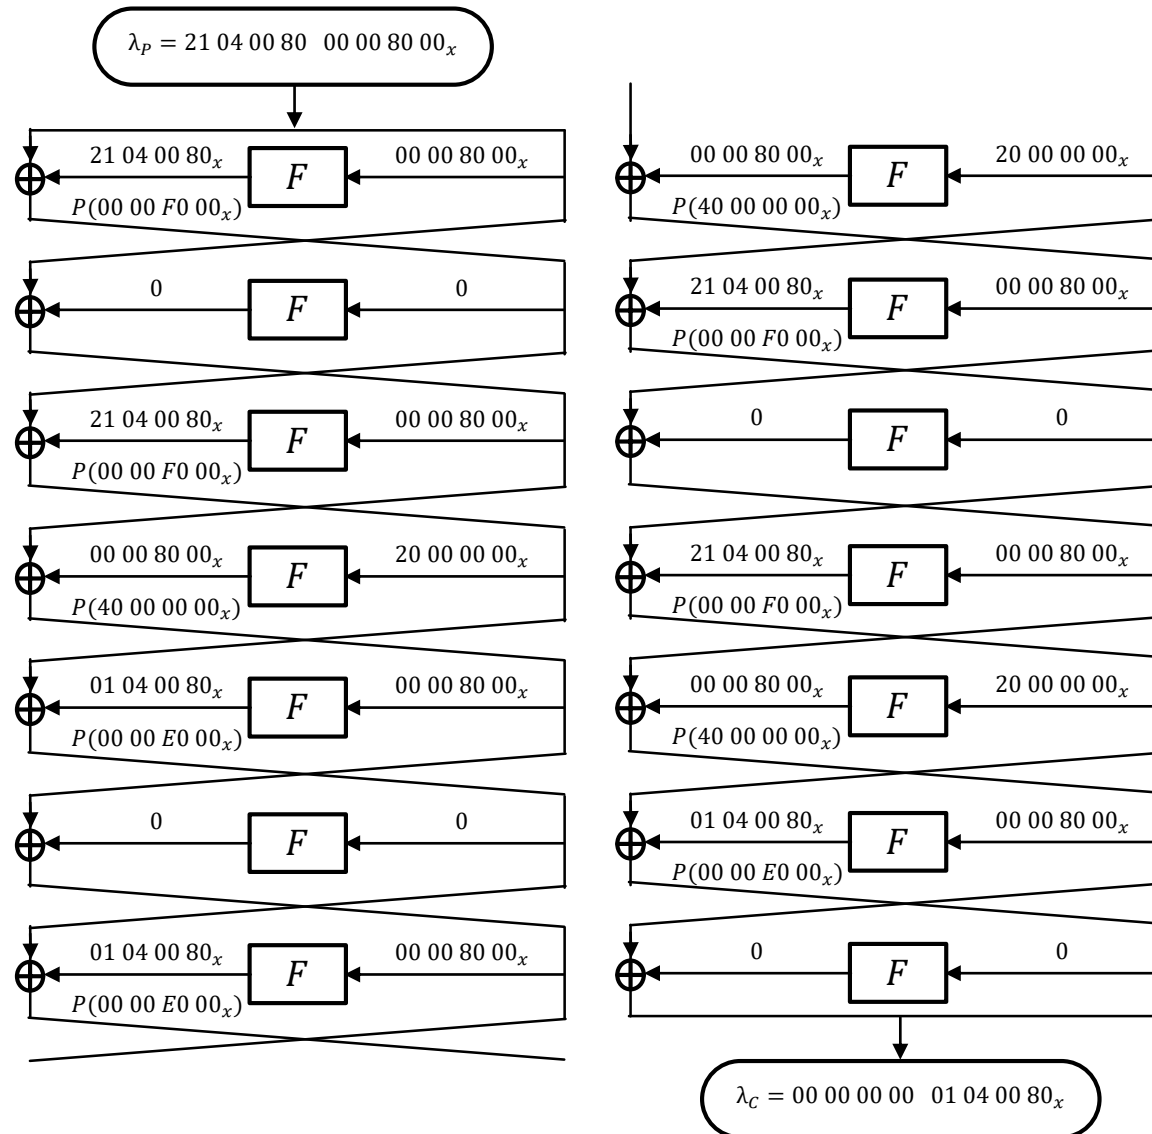 λ_P = 21 04 00 80 00 00 80 00_x
21 04 00 80_x F 00 00 80 00_x
P(00 00 F0 00_x)
0 F 0
21 04 00 80_x F 00 00 80 00_x
P(00 00 F0 00_x)
00 00 80 00_x F 20 00 00 00_x
P(40 00 00 00_x)
01 04 00 80_x F 00 00 80 00_x
P(00 00 E0 00_x)
0 F 0
01 04 00 80_x F 00 00 80 00_x
P(00 00 E0 00_x)
00 00 80 00_x F 20 00 00 00_x
P(40 00 00 00_x)
21 04 00 80_x F 00 00 80 00_x
P(00 00 F0 00_x)
0 F 0
21 04 00 80_x F 00 00 80 00_x
P(00 00 F0 00_x)
00 00 80 00_x F 20 00 00 00_x
P(40 00 00 00_x)
01 04 00 80_x F 00 00 80 00_x
P(00 00 E0 00_x)
0 F 0
λ_C = 00 00 00 00 01 04 00 80_x